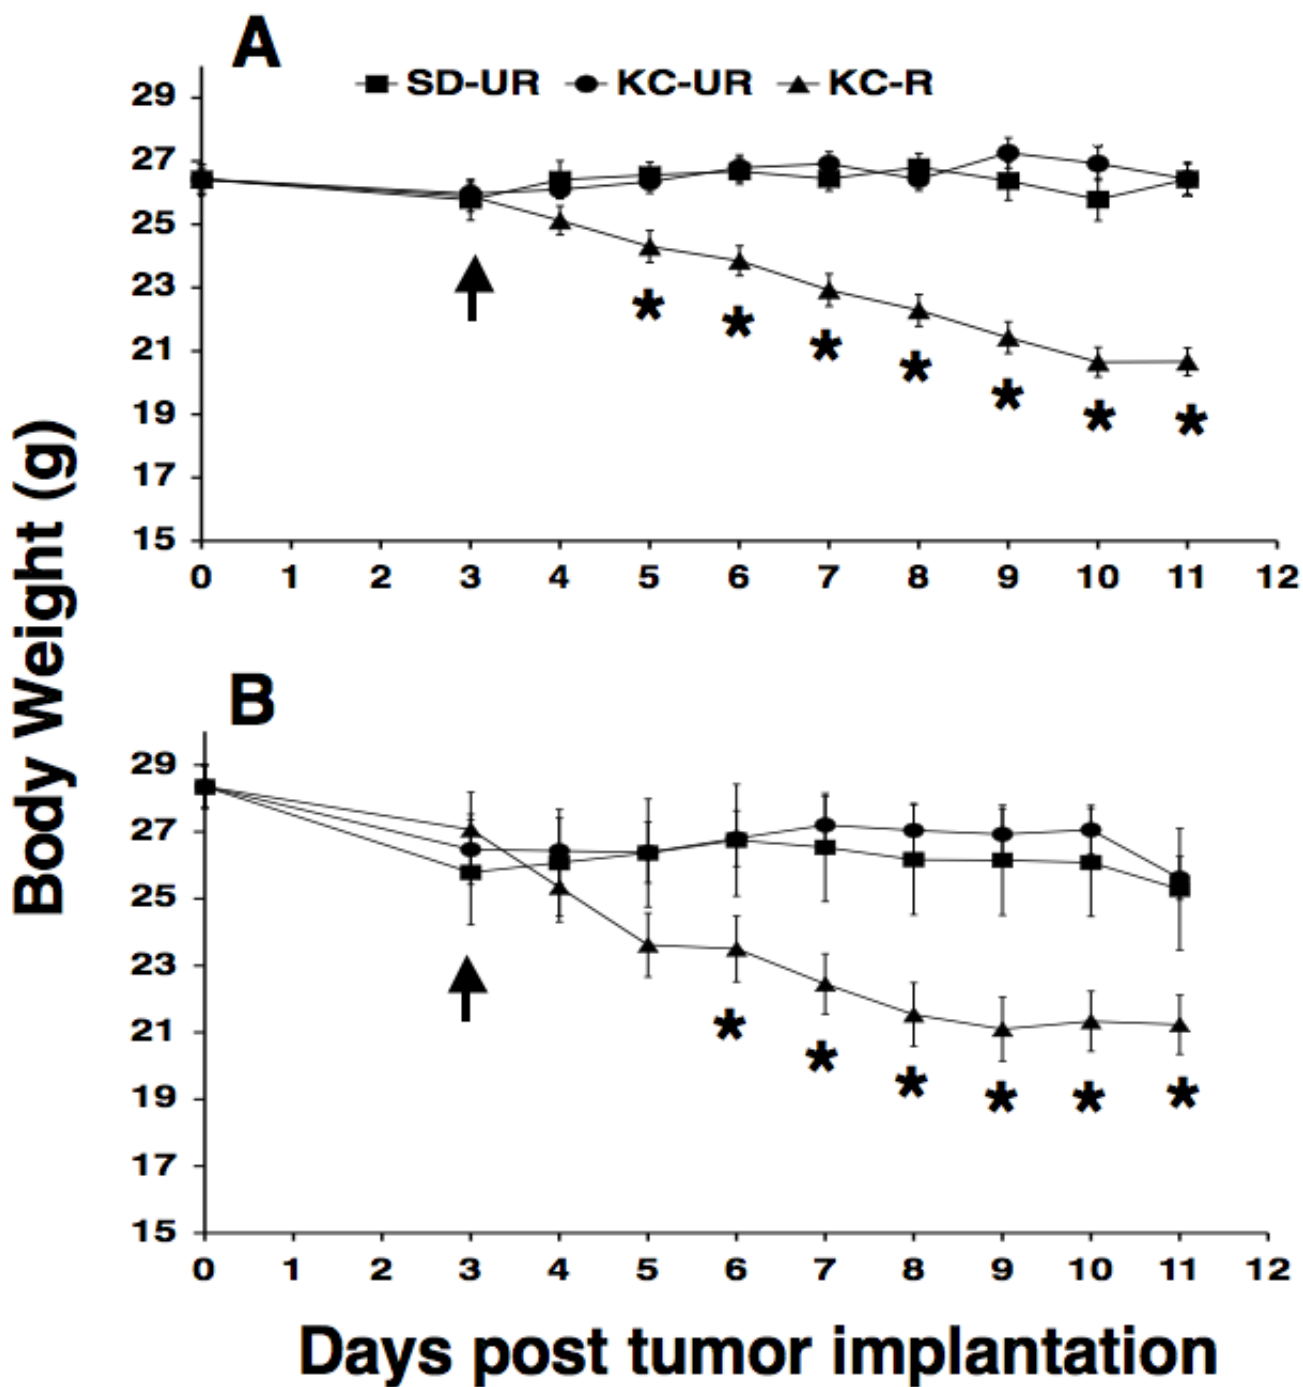 A
SD-UR KC-UR KC-R
29
27
25
23
21
19
17
15
0 1 2 3 4 5 6 7 8 9 10 11 12
* * * * * * *
Body Weight (g)
B
29
27
25
23
21
19
17
15
0 1 2 3 4 5 6 7 8 9 10 11 12
* * * * * *
Days post tumor implantation